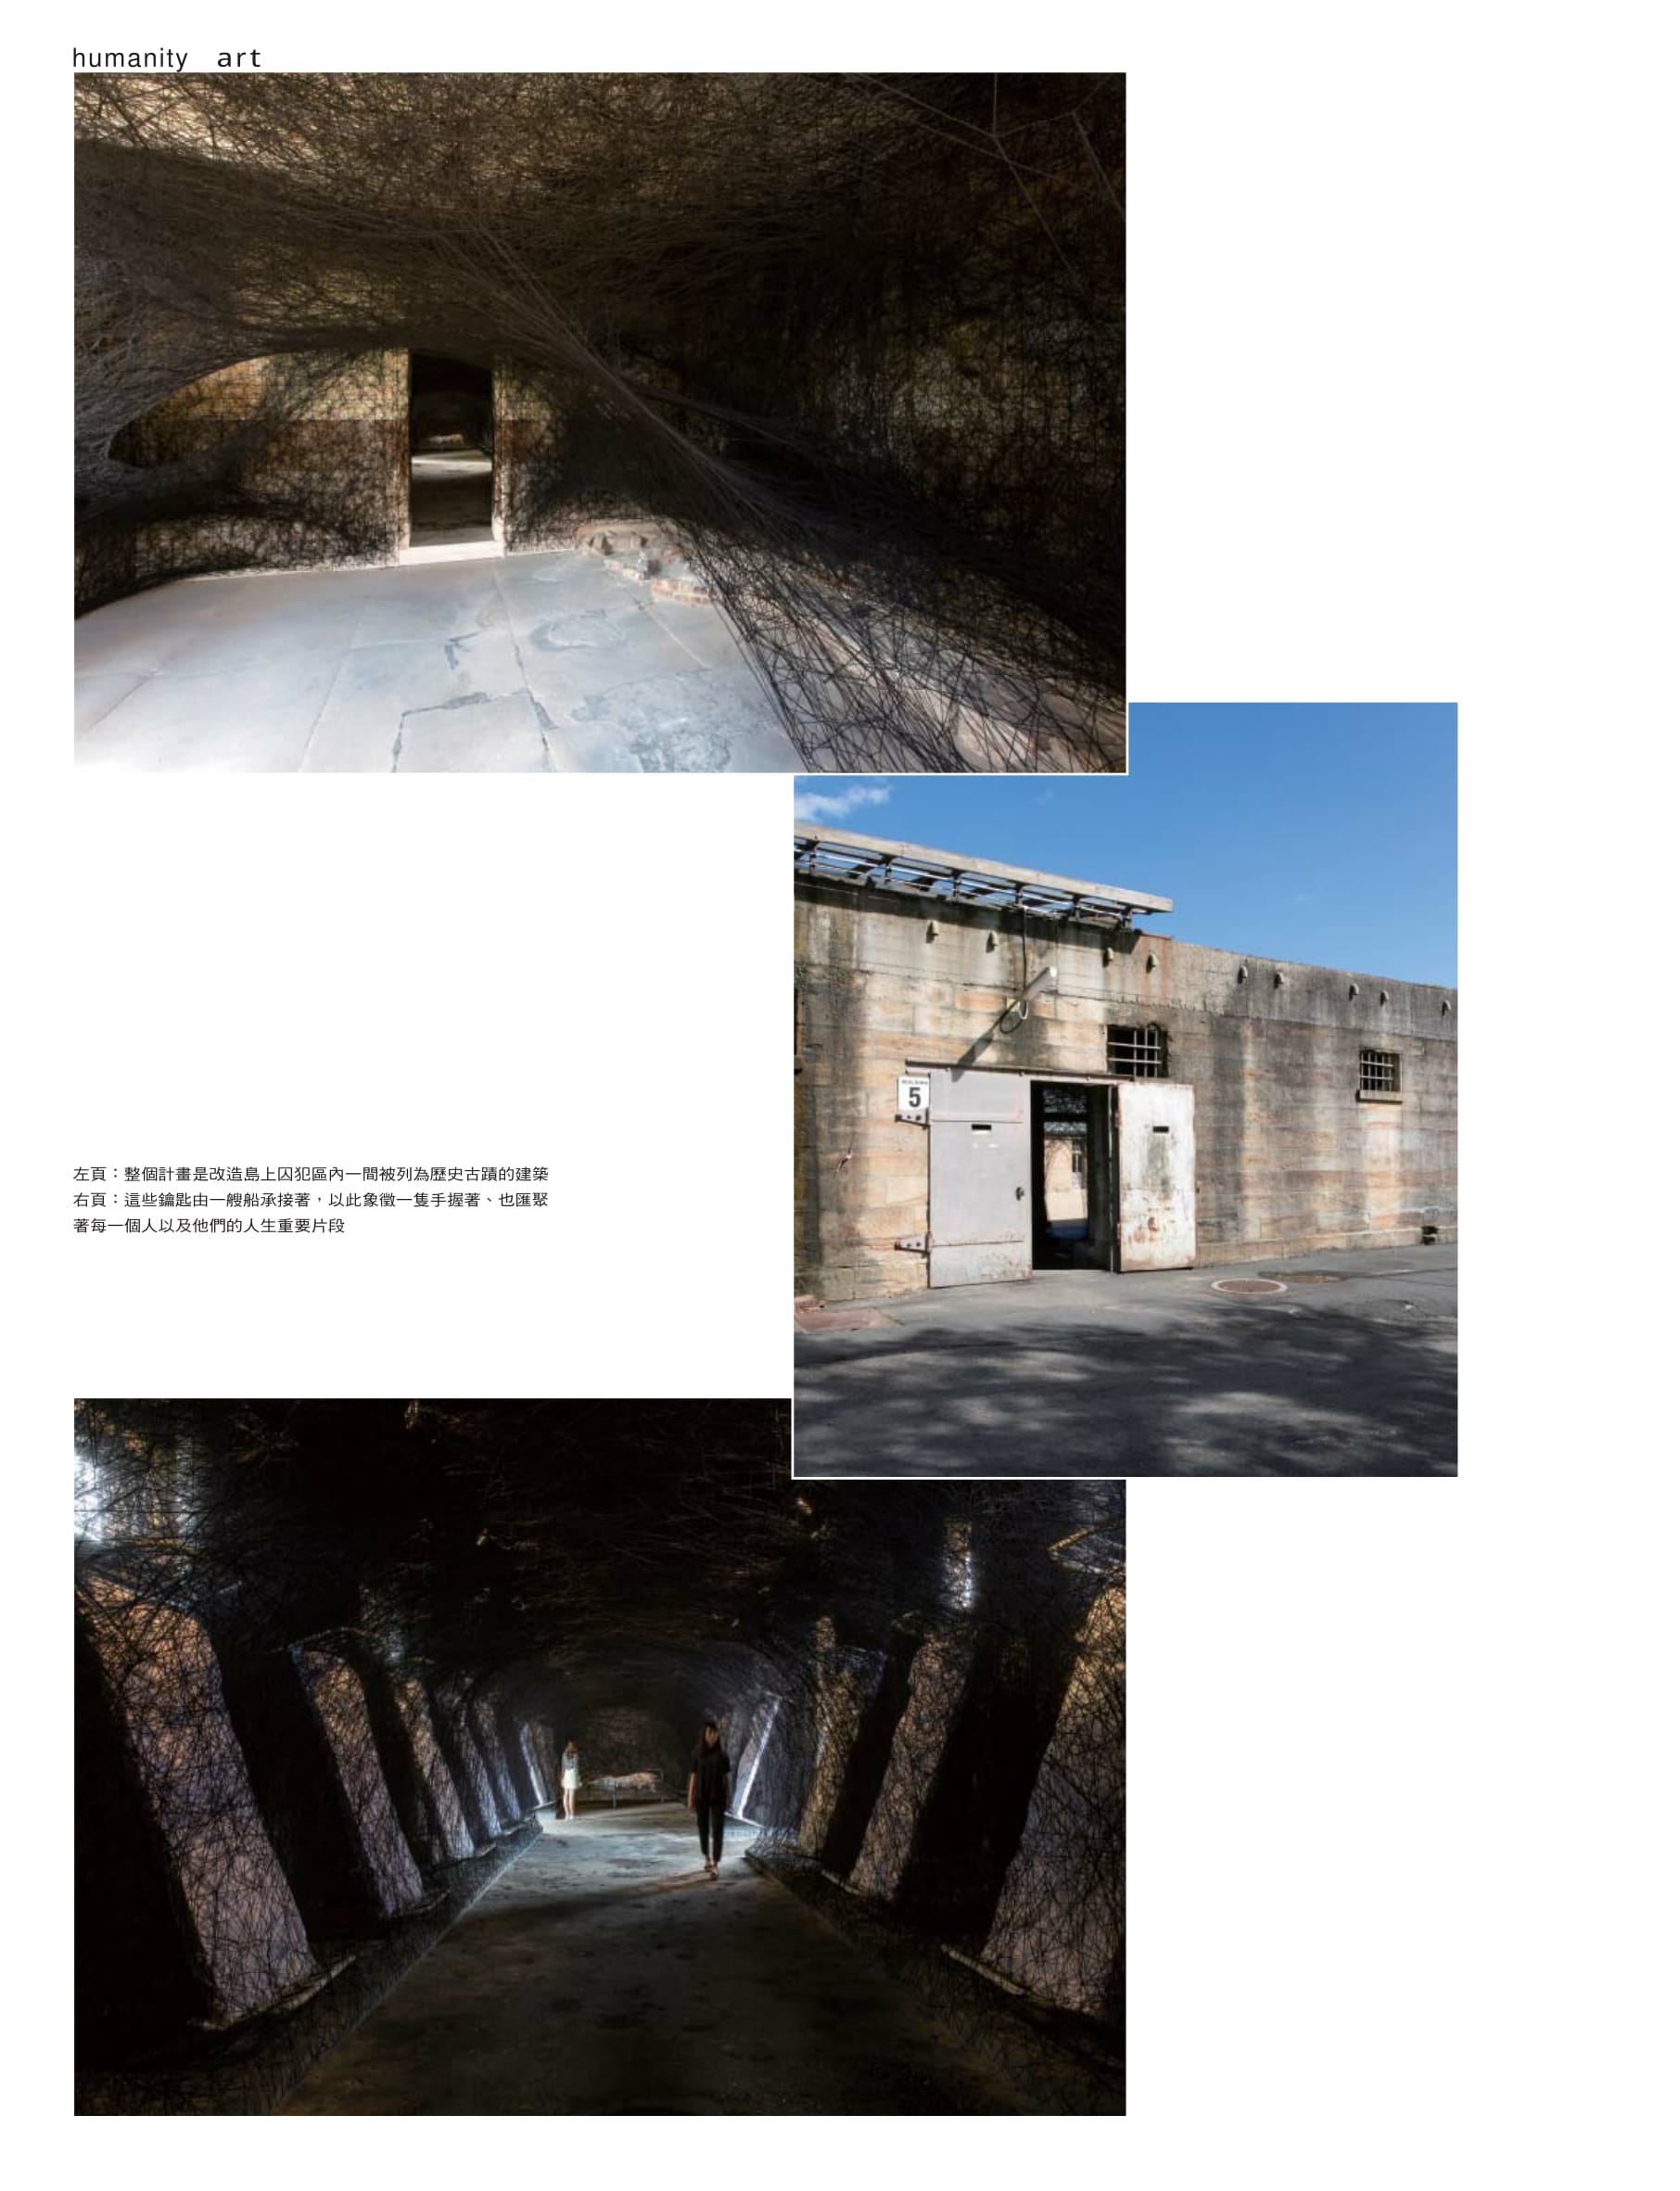 humanity art
5
左頁：整個計畫是改造島上囚犯區內一間被列為歷史古蹟的建築
右頁：這些鑰匙由一艘船承接著，以此象徵一隻手握著、也匯聚
著每一個人以及他們的人生重要片段